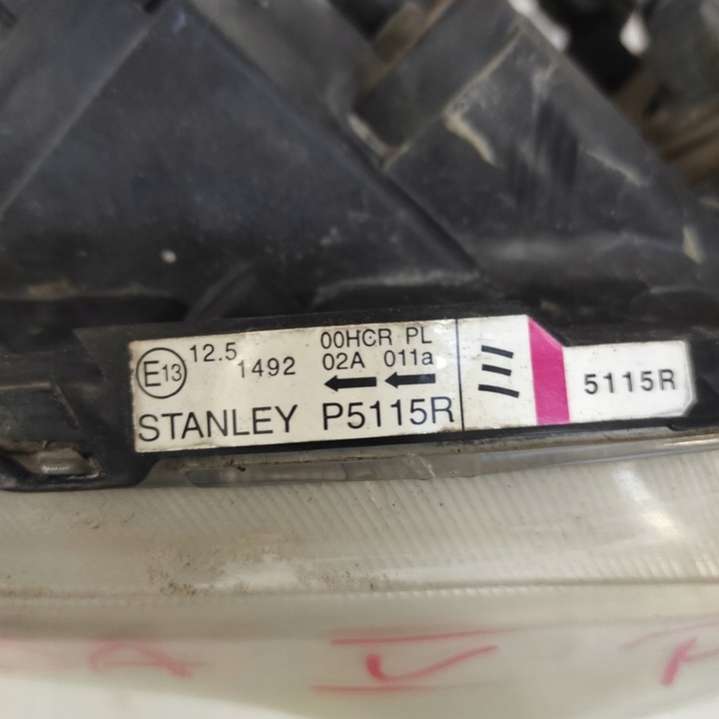 E13 12.5 1492
00HCR PL
02A 011a
STANLEY P5115R
5115R
A V